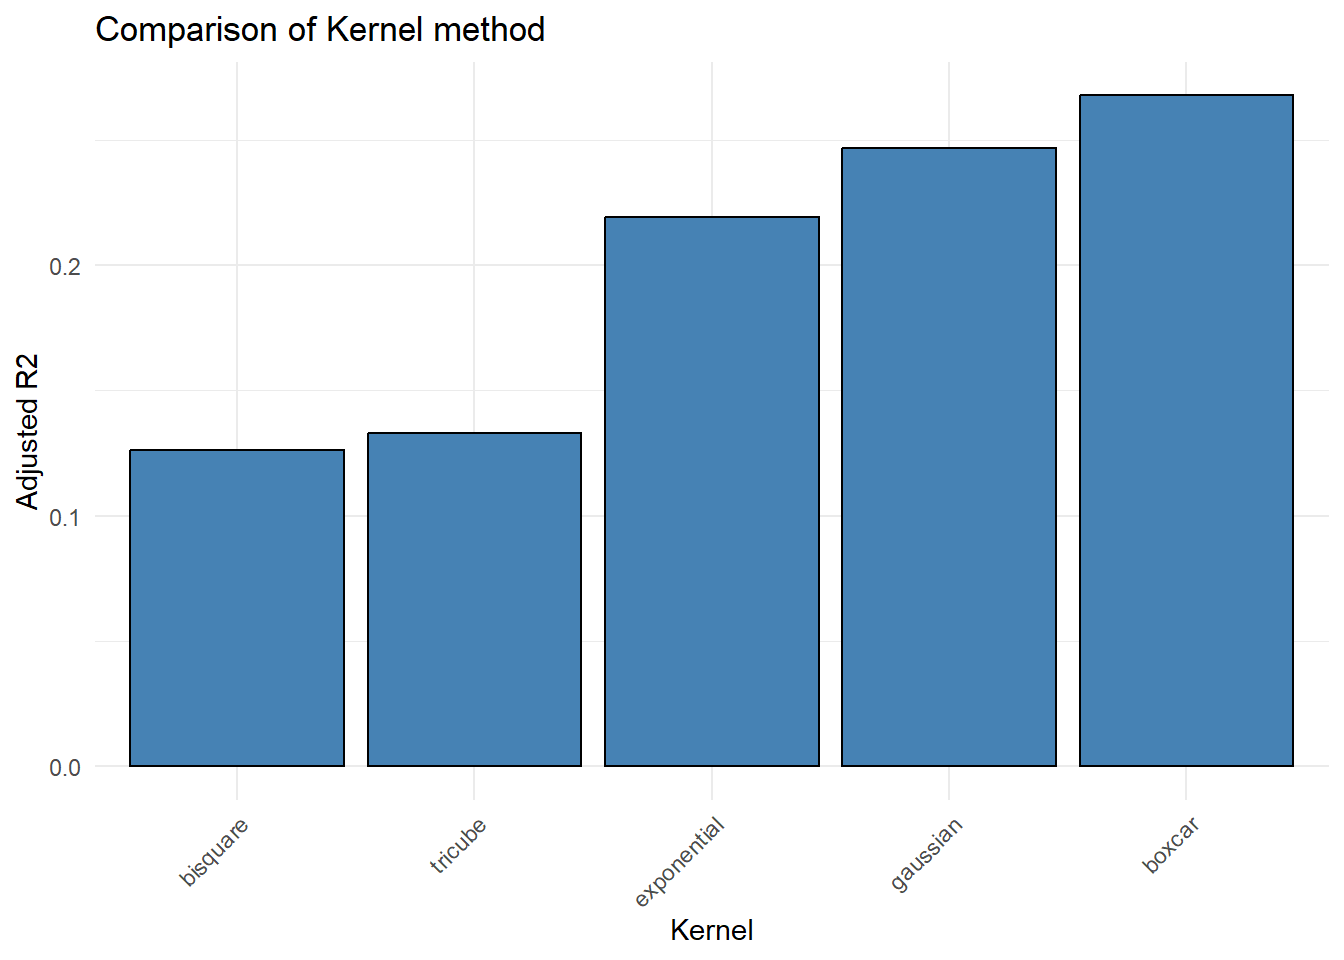 Comparison of Kernel method
Adjusted R2
0.2
0.1
0.0
bisquare
tricube
exponential
gaussian
boxcar
Kernel